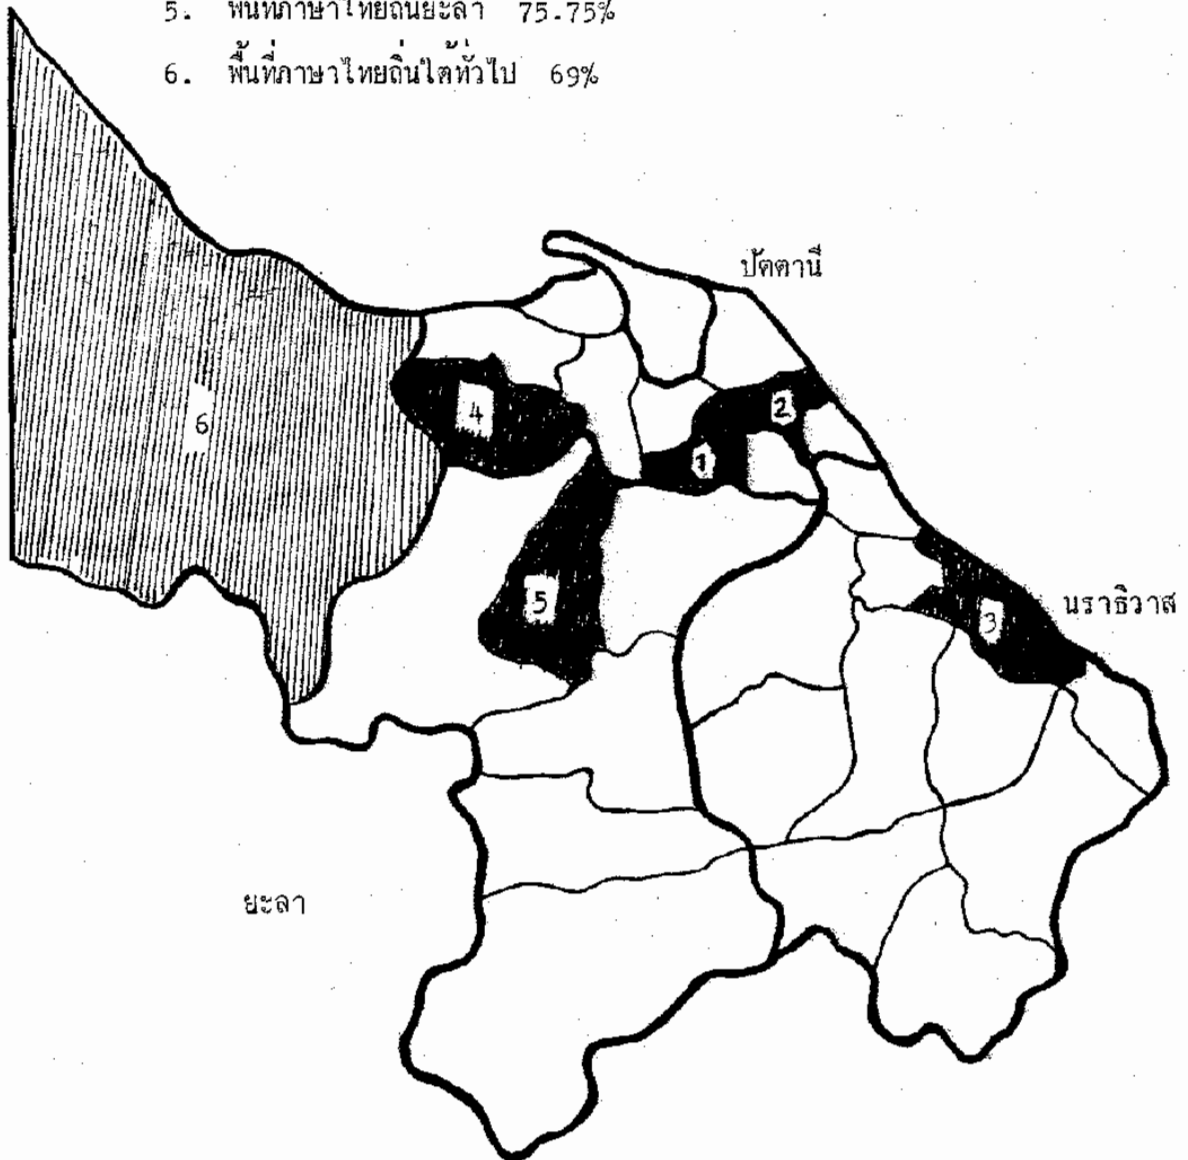 5. พื้นที่ภาษาไทยถิ่นยะลา 75.75%
6. พื้นที่ภาษาไทยถิ่นใต้ทั่วไป 69%
ปัตตานี
6
4
2
1
5
3
นราธิวาส
ยะลา